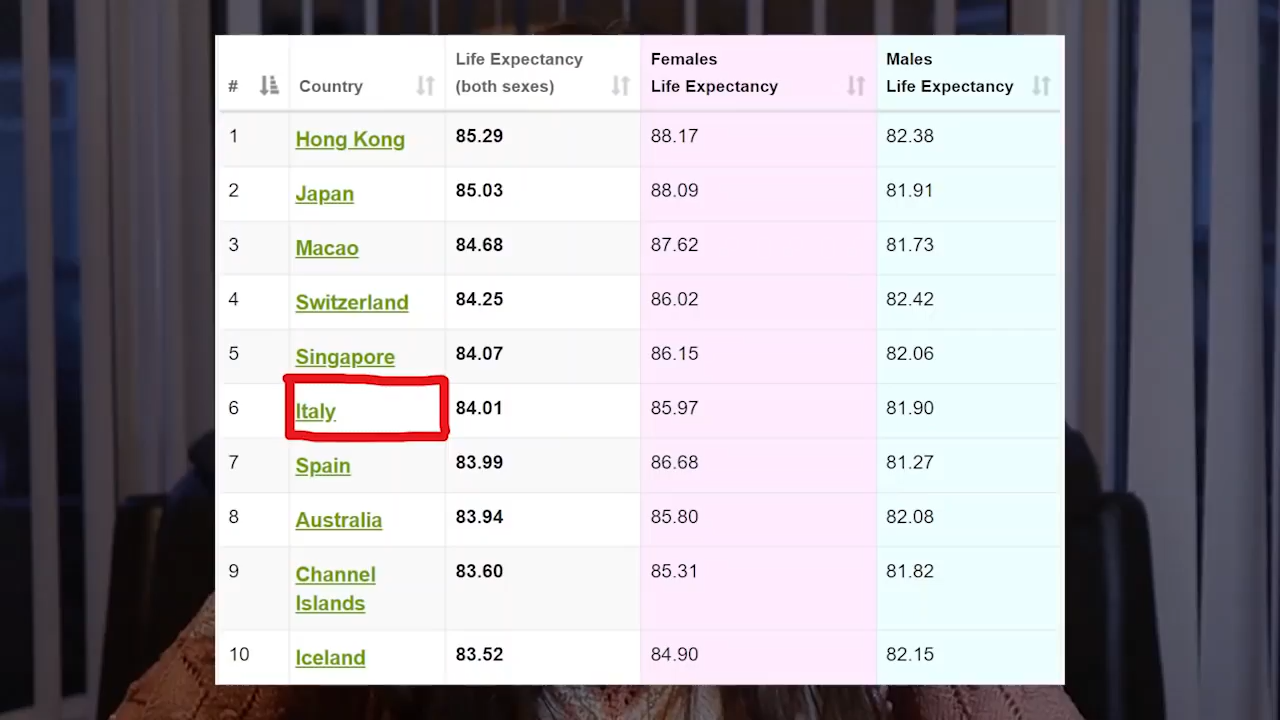 # Country Life Expectancy (both sexes) Females Life Expectancy Males Life Expectancy
1 Hong Kong 85.29 88.17 82.38
2 Japan 85.03 88.09 81.91
3 Macao 84.68 87.62 81.73
4 Switzerland 84.25 86.02 82.42
5 Singapore 84.07 86.15 82.06
6 Italy 84.01 85.97 81.90
7 Spain 83.99 86.68 81.27
8 Australia 83.94 85.80 82.08
9 Channel Islands 83.60 85.31 81.82
10 Iceland 83.52 84.90 82.15